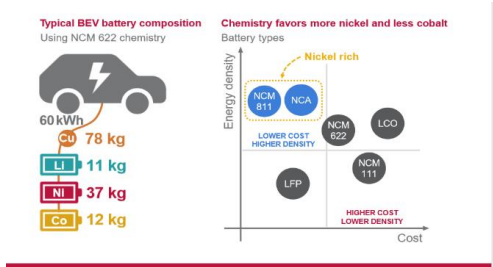 Typical BEV battery composition
Using NCM 622 chemistry
60 kWh
Cu 78 kg
Li 11 kg
NI 37 kg
Co 12 kg
Chemistry favors more nickel and less cobalt
Battery types
Nickel rich
Energy density
NCM
811
NCA
LOWER COST
HIGHER DENSITY
NCM
622
LCO
NCM
111
LFP
HIGHER COST
LOWER DENSITY
Cost